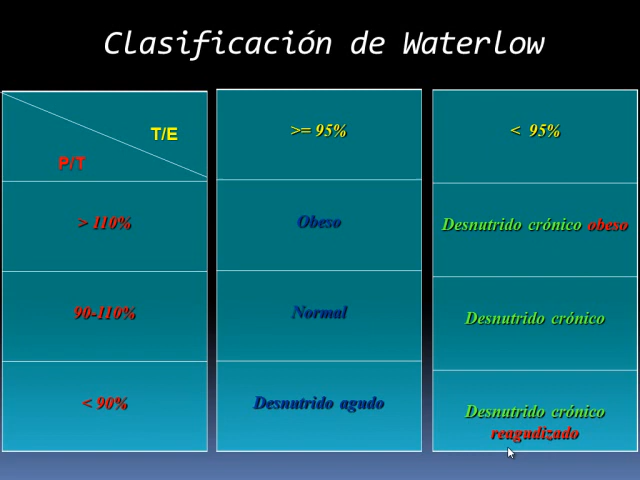 Clasificación de Waterlow
T/E
P/T
>= 95%
< 95%
> 110%
Obeso
Desnutrido crónico obeso
90-110%
Normal
Desnutrido crónico
< 90%
Desnutrido agudo
Desnutrido crónico
reagudizado